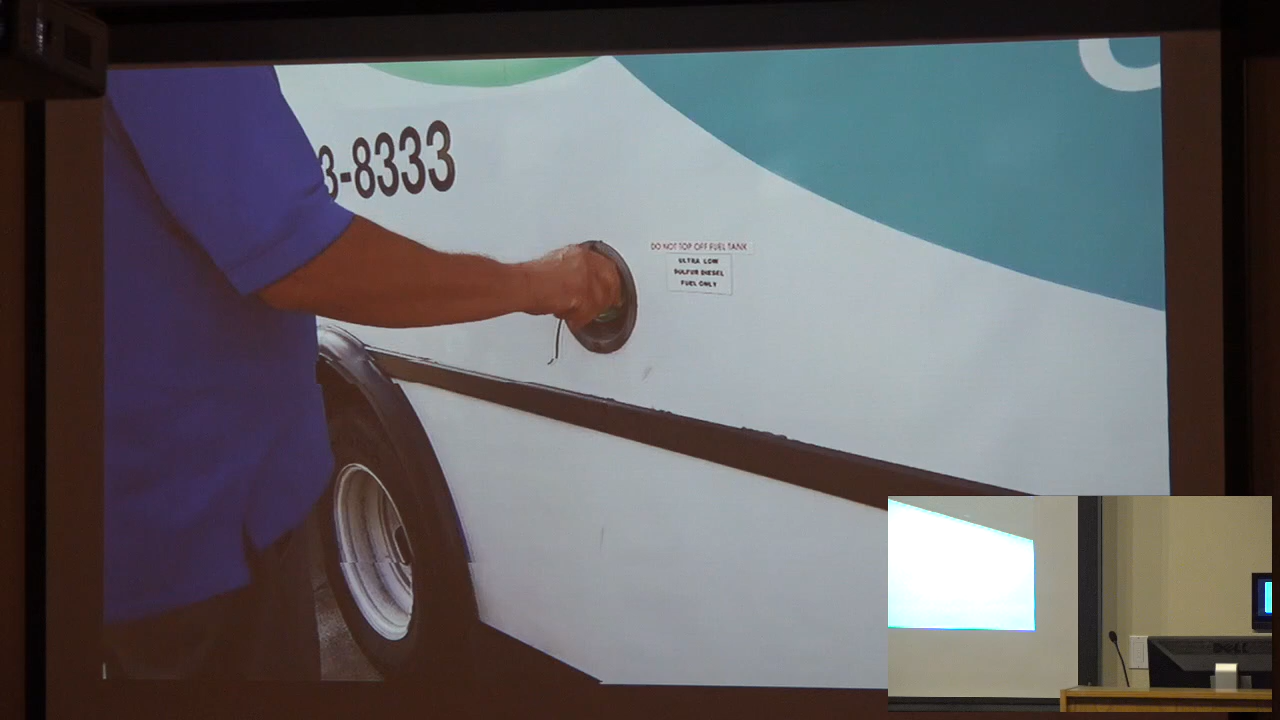 3-8333
DO NOT TOP OFF FUEL TANK
ULTRA LOW
SULFUR DIESEL
FUEL ONLY
DELL